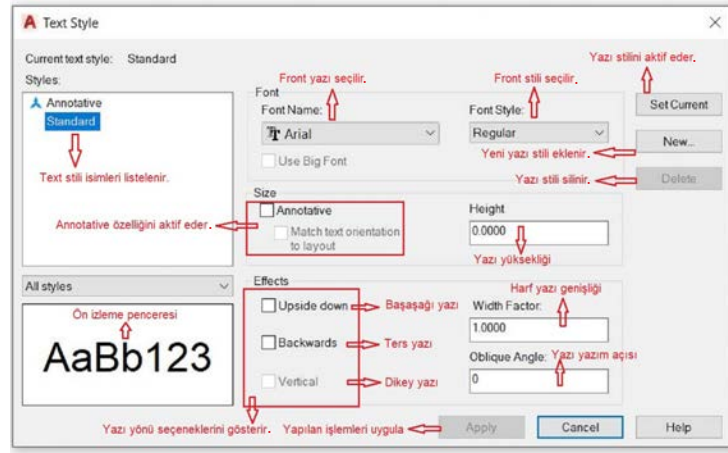 A Text Style
Current text style: Standard
Yazı stilini aktif eder.
Styles:
Front yazı seçilir.
Front stili seçilir.
Annotative
Standard
Font
Font Name:
Font Style:
Set Current
Arial
Regular
New...
Use Big Font
Yeni yazı stili eklenir.
Text stili isimleri listelenir.
Yazı stili silinir.
Delete
Size
Annotative
Height
Annotative özelliğini aktif eder.
Match text orientation
to layout
0.0000
Yazı yüksekliği
All styles
Effects
Harf yazı genişliği
Ön izleme penceresi
Upside down
Başaşağı yazı
Width Factor:
1.0000
AaBb123
Backwards
Ters yazı
Oblique Angle:
Yazı yazım açısı
Vertical
Dikey yazı
0
Yazı yönü seçeneklerini gösterir.
Yapılan işlemleri uygula
Apply
Cancel
Help